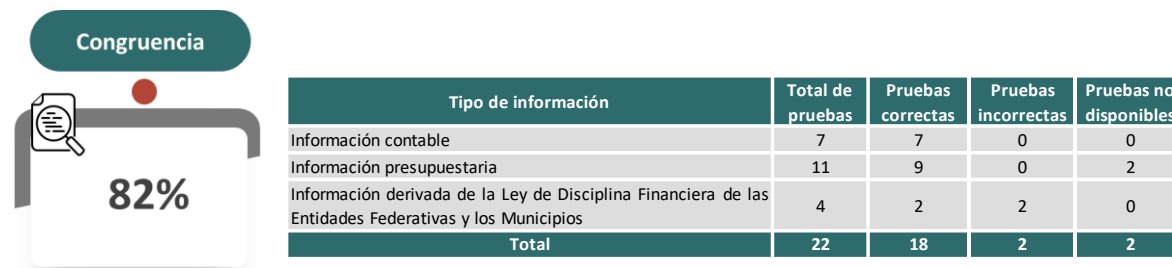 Congruencia
82%
Tipo de información Total de pruebas Pruebas correctas Pruebas incorrectas Pruebas no disponibles
Información contable 7 7 0 0
Información presupuestaria 11 9 0 2
Información derivada de la Ley de Disciplina Financiera de las
Entidades Federativas y los Municipios 4 2 2 0
Total 22 18 2 2